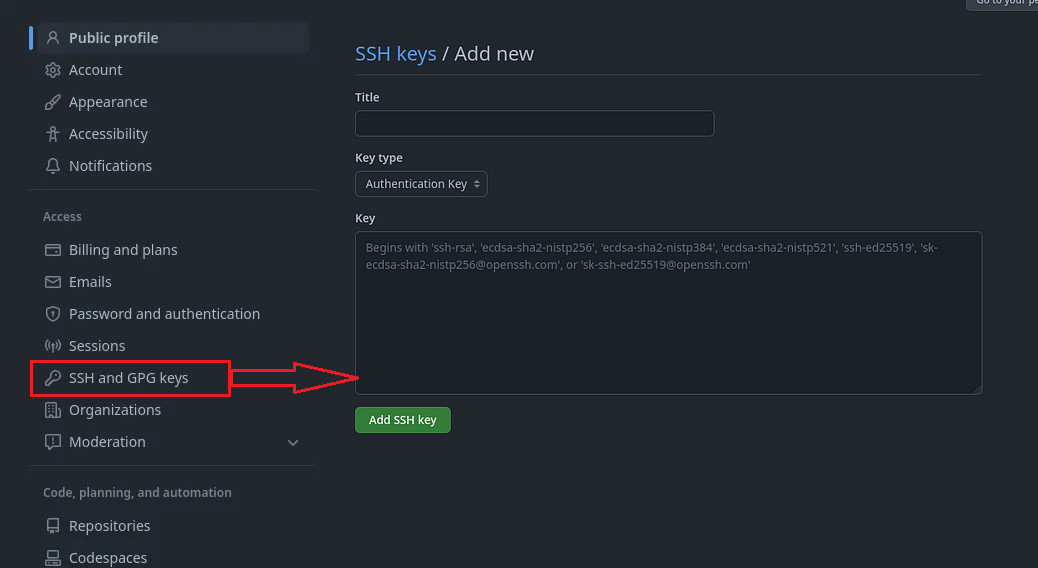 Go to your pe
Public profile
Account
Appearance
Accessibility
Notifications
Access
Billing and plans
Emails
Password and authentication
Sessions
SSH and GPG keys
Organizations
Moderation
Code, planning, and automation
Repositories
Codespaces
SSH keys / Add new
Title
Key type
Authentication Key
Key
Begins with 'ssh-rsa', 'ecdsa-sha2-nistp256', 'ecdsa-sha2-nistp384', 'ecdsa-sha2-nistp521', 'ssh-ed25519', 'sk-
ecdsa-sha2-nistp256@openssh.com', or 'sk-ssh-ed25519@openssh.com'
Add SSH key